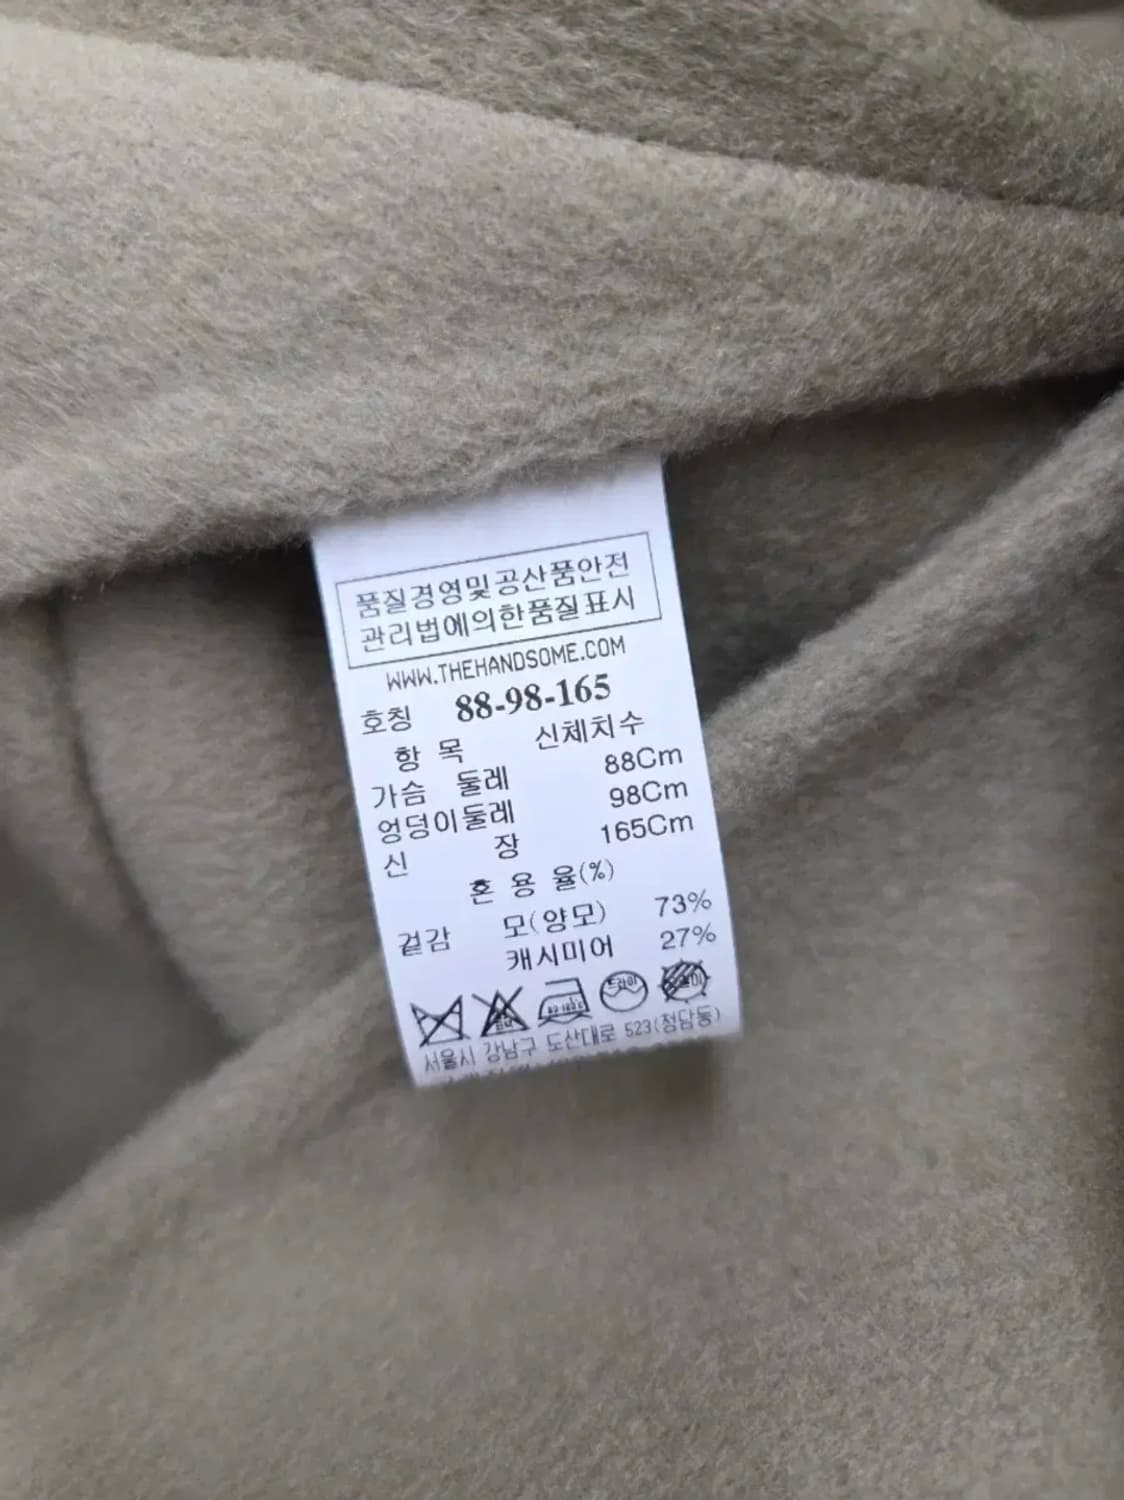 품질경영및공산품안전
관리법에의한품질표시
WWW.THEHANDSOME.COM
호칭 88-98-165
항 목 신체치수
가슴 둘레 88Cm
엉덩이둘레 98Cm
신 장 165Cm
혼 용 율(%)
겉감 모(양모) 73%
캐시미어 27%
드라이
서울시 강남구 도산대로 523(청담동)